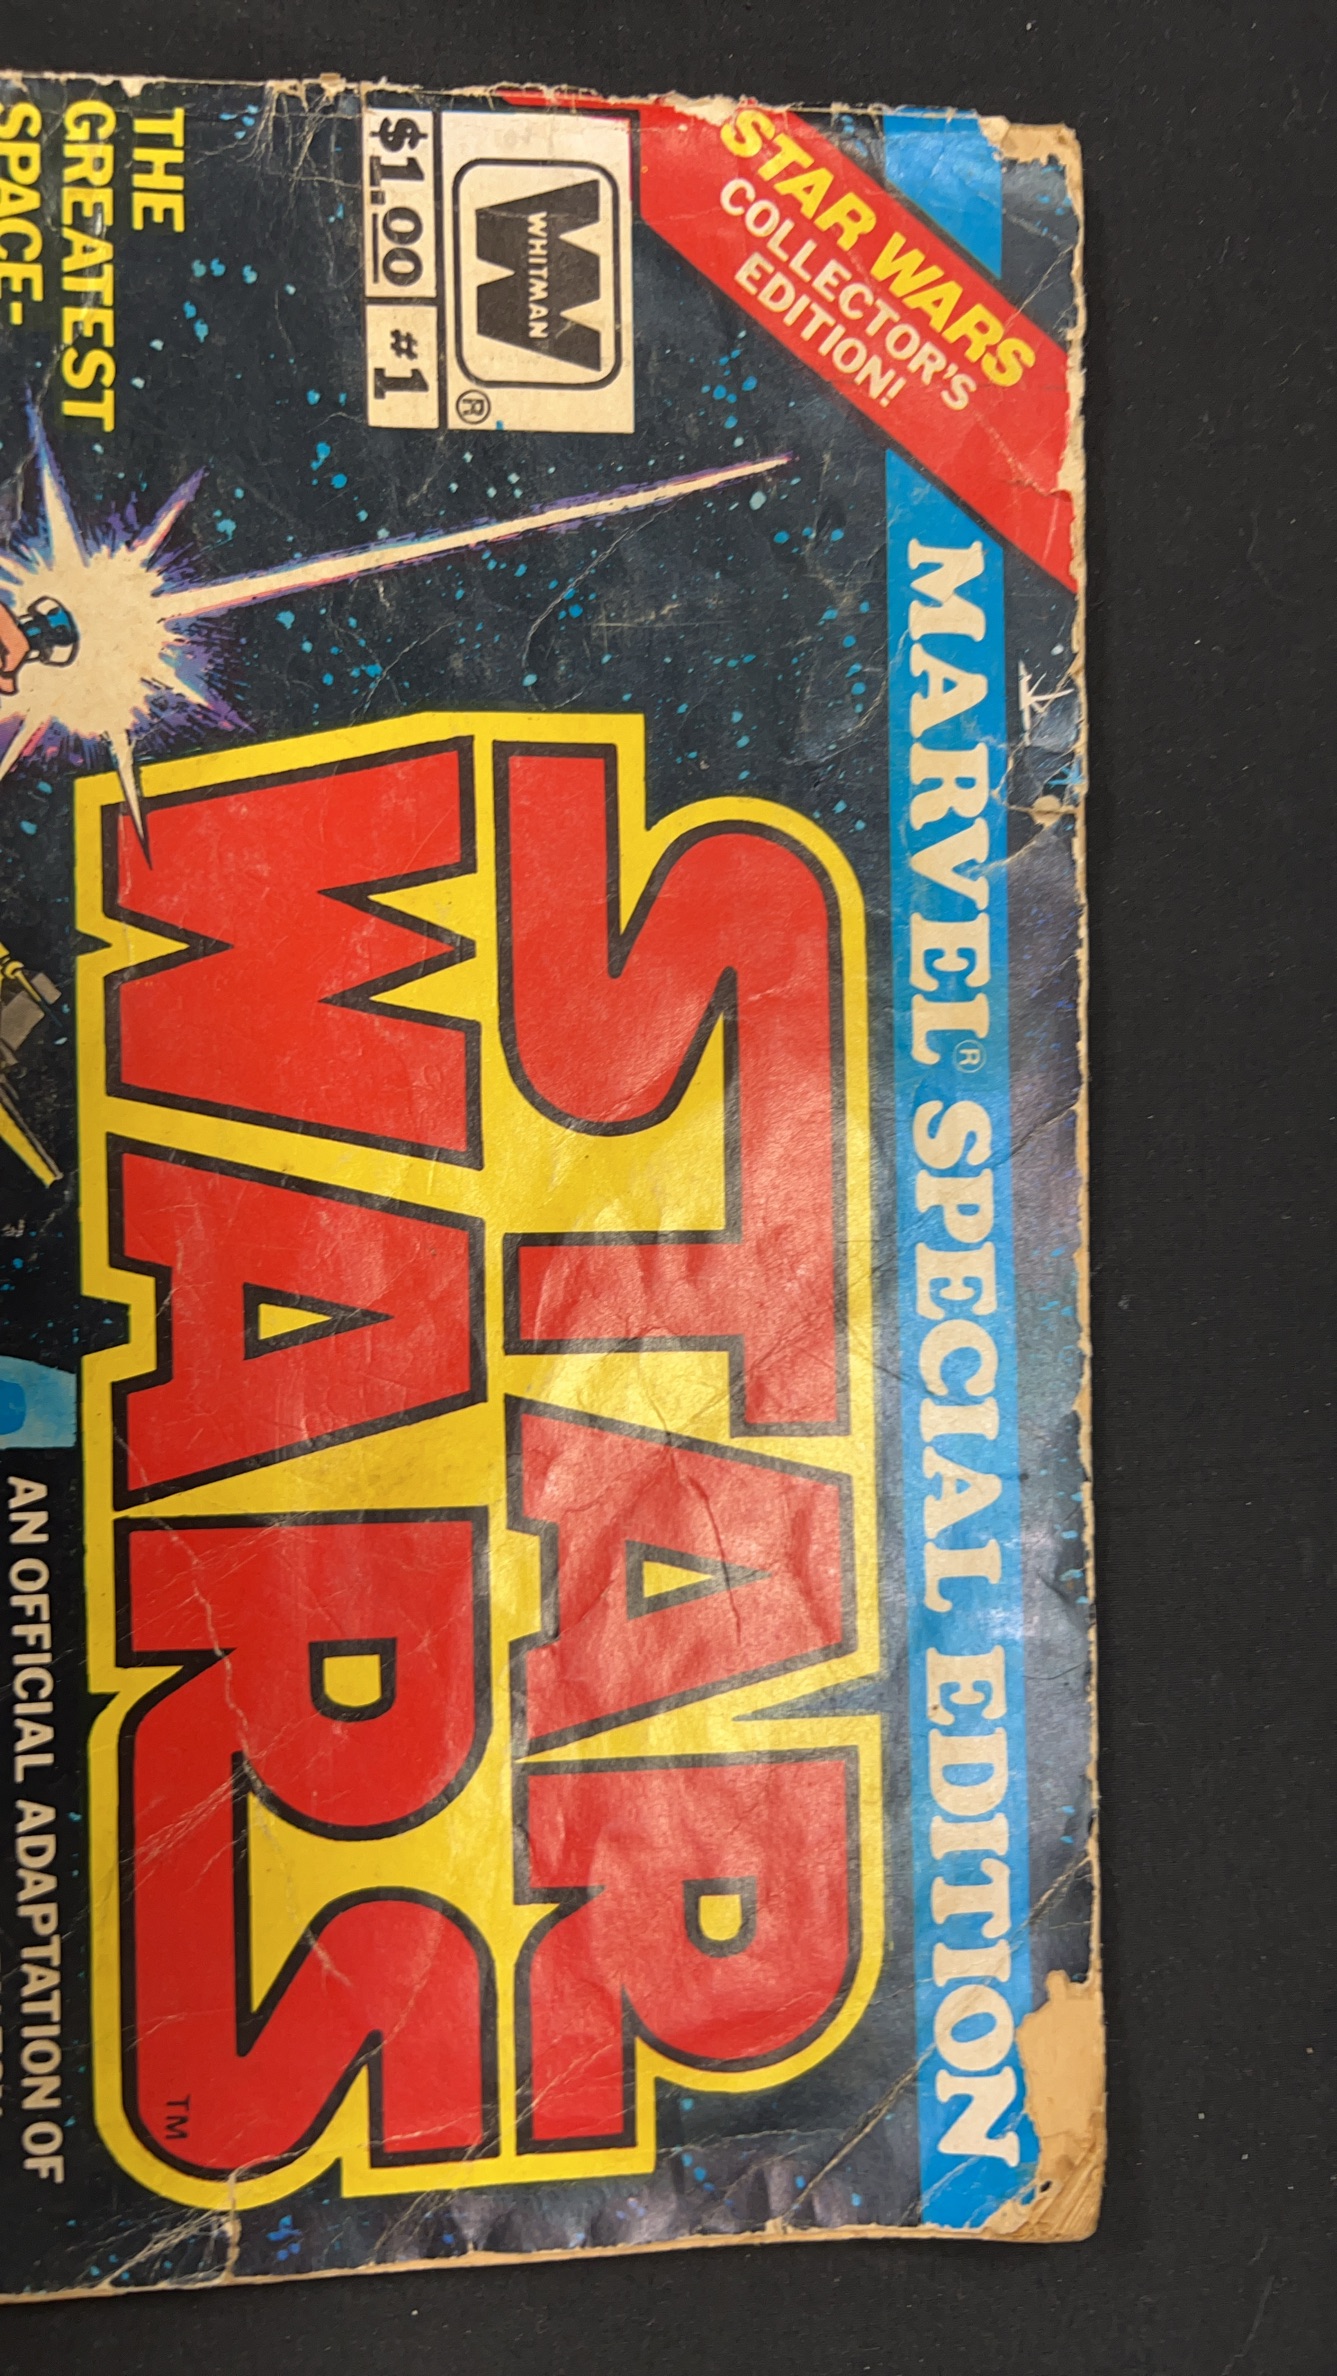 STAR WARS
COLLECTOR'S
EDITION!
MARVEL® SPECIAL EDITION
WHITMAN
W
®
$1.00 #1
STAR
WARS
TM
THE
GREATEST
SPACE-
AN OFFICIAL ADAPTATION OF